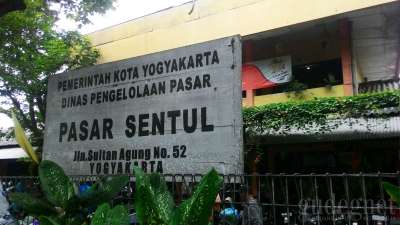 PEMERINTAH KOTA YOGYAKARTA
DINAS PENGELOLAAN PASAR
PASAR SENTUL
Jln.Sultan Agung No. 52
YOGYAKARTA
gudegnet